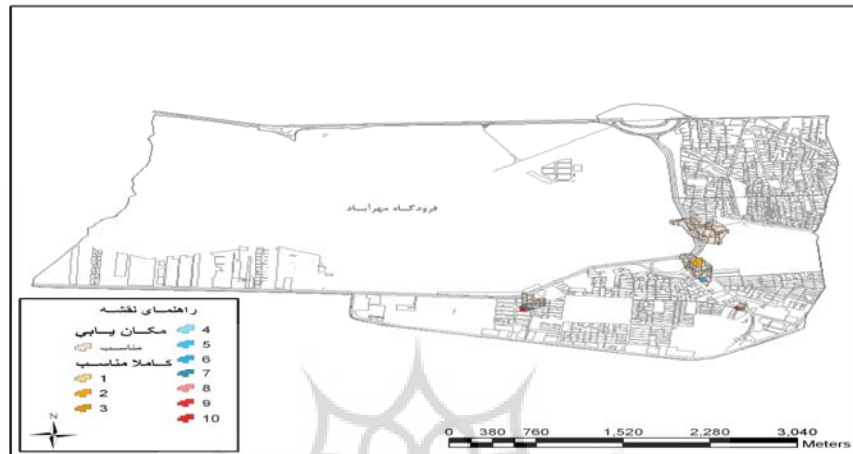 فرودگاه مهرآباد
راهنمای نقشه
مکان یابی
مناسب
کاملا مناسب
1
2
3
4
5
6
7
8
9
10
N
0 380 760 1,520 2,280 3,040
Meters